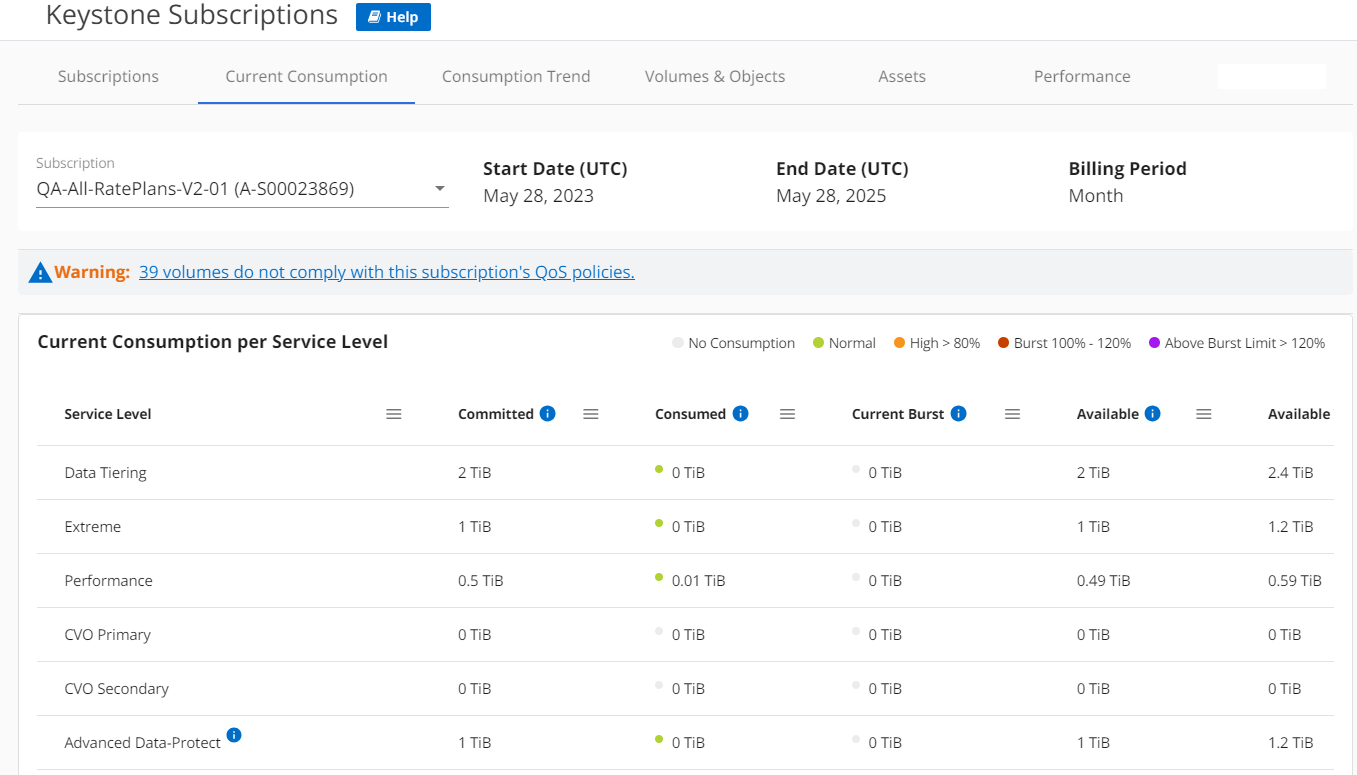 Keystone Subscriptions Help
Subscriptions Current Consumption Consumption Trend Volumes & Objects Assets Performance
Subscription
QA-All-RatePlans-V2-01 (A-S00023869)
Start Date (UTC) End Date (UTC) Billing Period
May 28, 2023 May 28, 2025 Month
Warning: 39 volumes do not comply with this subscription's QoS policies.
Current Consumption per Service Level No Consumption Normal High > 80% Burst 100% - 120% Above Burst Limit > 120%
Service Level Committed Consumed Current Burst Available Available
Data Tiering 2 TiB 0 TiB 0 TiB 2 TiB 2.4 TiB
Extreme 1 TiB 0 TiB 0 TiB 1 TiB 1.2 TiB
Performance 0.5 TiB 0.01 TiB 0 TiB 0.49 TiB 0.59 TiB
CVO Primary 0 TiB 0 TiB 0 TiB 0 TiB 0 TiB
CVO Secondary 0 TiB 0 TiB 0 TiB 0 TiB 0 TiB
Advanced Data-Protect 1 TiB 0 TiB 0 TiB 1 TiB 1.2 TiB